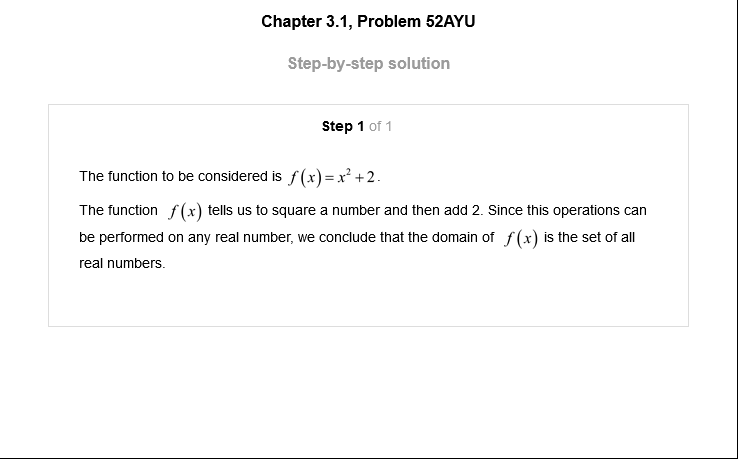 Chapter 3.1, Problem 52AYU
Step-by-step solution
Step 1 of 1
The function to be considered is f(x)=x²+2.
The function f(x) tells us to square a number and then add 2. Since this operations can
be performed on any real number, we conclude that the domain of f(x) is the set of all
real numbers.